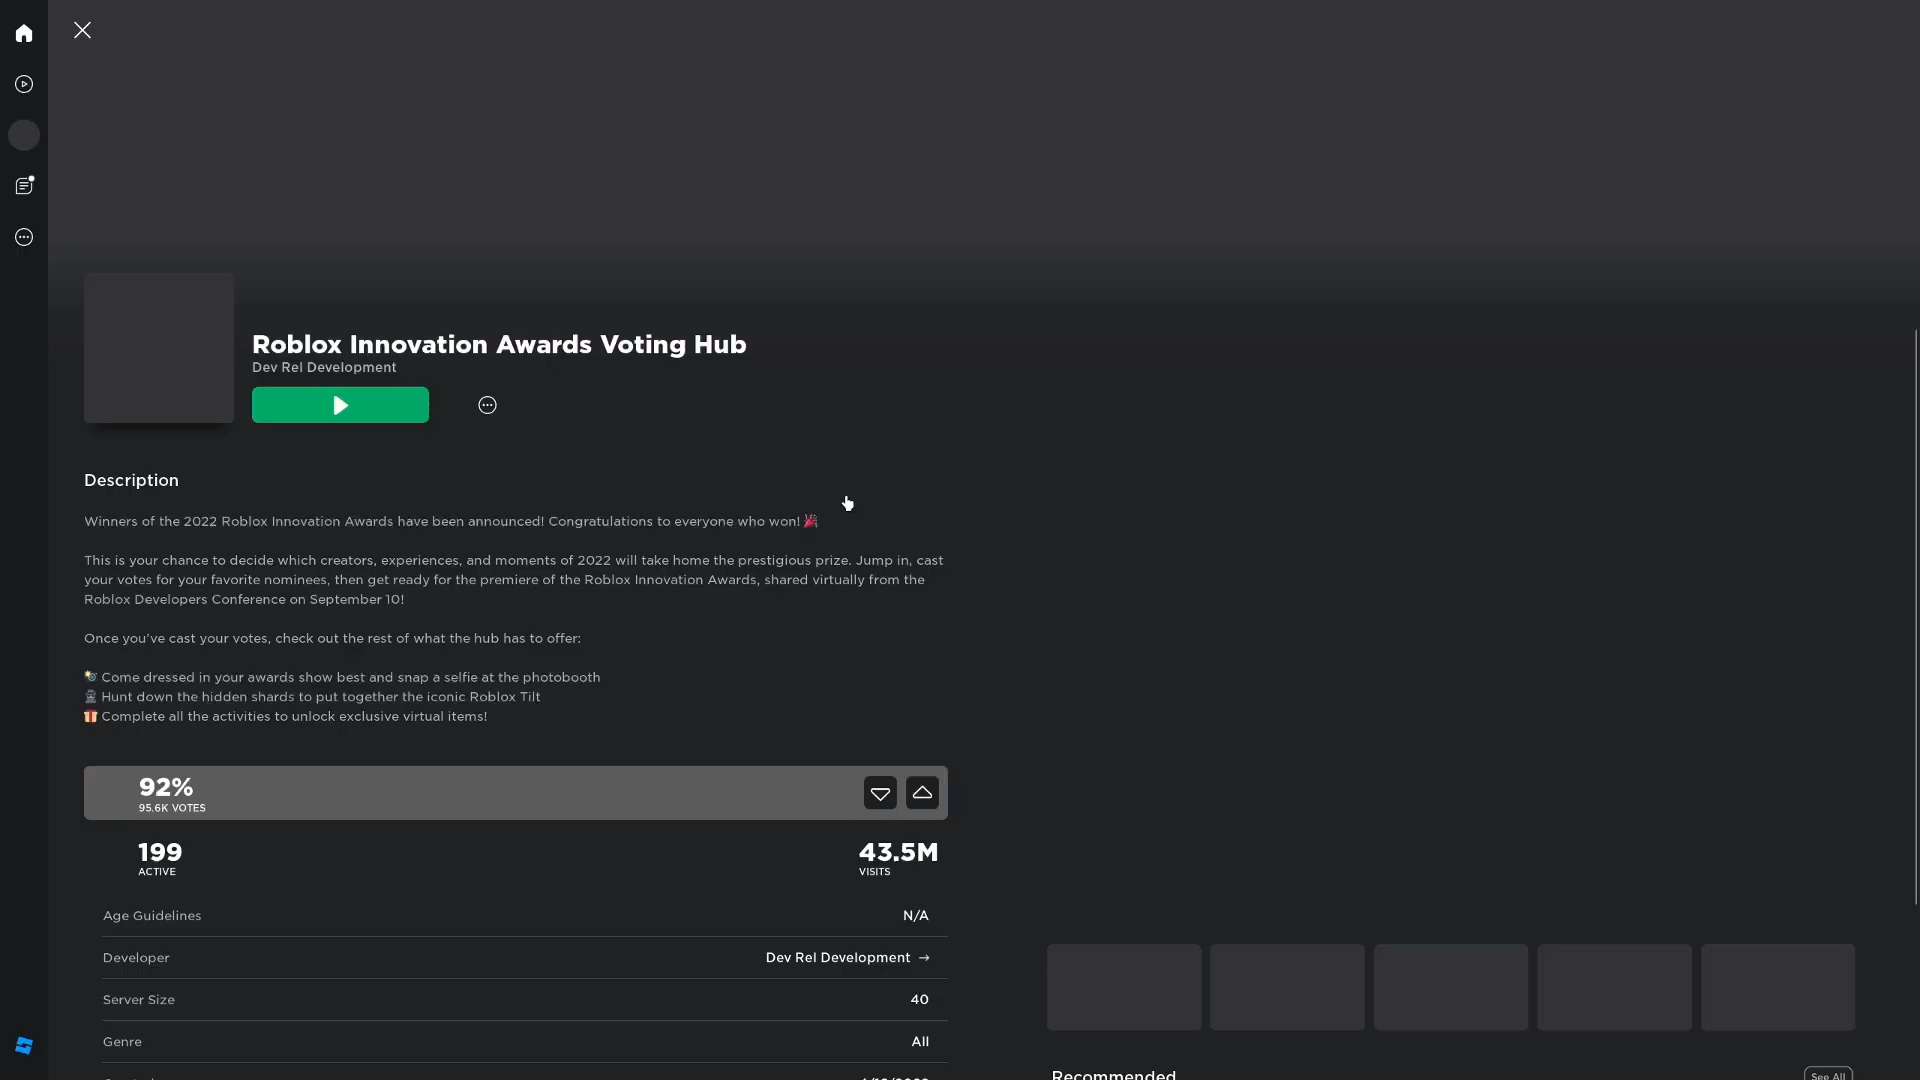 Roblox Innovation Awards Voting Hub
Dev Rel Development
Description
Winners of the 2022 Roblox Innovation Awards have been announced! Congratulations to everyone who won! 🎉
This is your chance to decide which creators, experiences, and moments of 2022 will take home the prestigious prize. Jump in, cast
your votes for your favorite nominees, then get ready for the premiere of the Roblox Innovation Awards, shared virtually from the
Roblox Developers Conference on September 10!
Once you've cast your votes, check out the rest of what the hub has to offer:
📸 Come dressed in your awards show best and snap a selfie at the photobooth
Hunt down the hidden shards to put together the iconic Roblox Tilt
🎁 Complete all the activities to unlock exclusive virtual items!
92%
95.6K VOTES
199
ACTIVE
43.5M
VISITS
Age Guidelines N/A
Developer Dev Rel Development →
Server Size 40
Genre All
Recommended See All